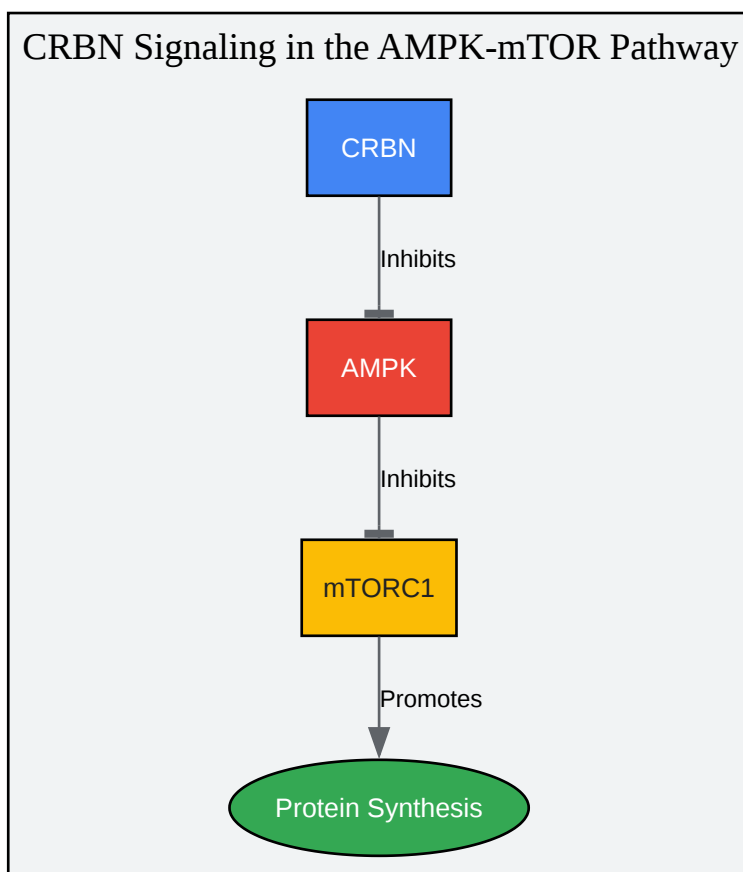 CRBN Signaling in the AMPK-mTOR Pathway
CRBN
Inhibits
AMPK
Inhibits
mTORC1
Promotes
Protein Synthesis